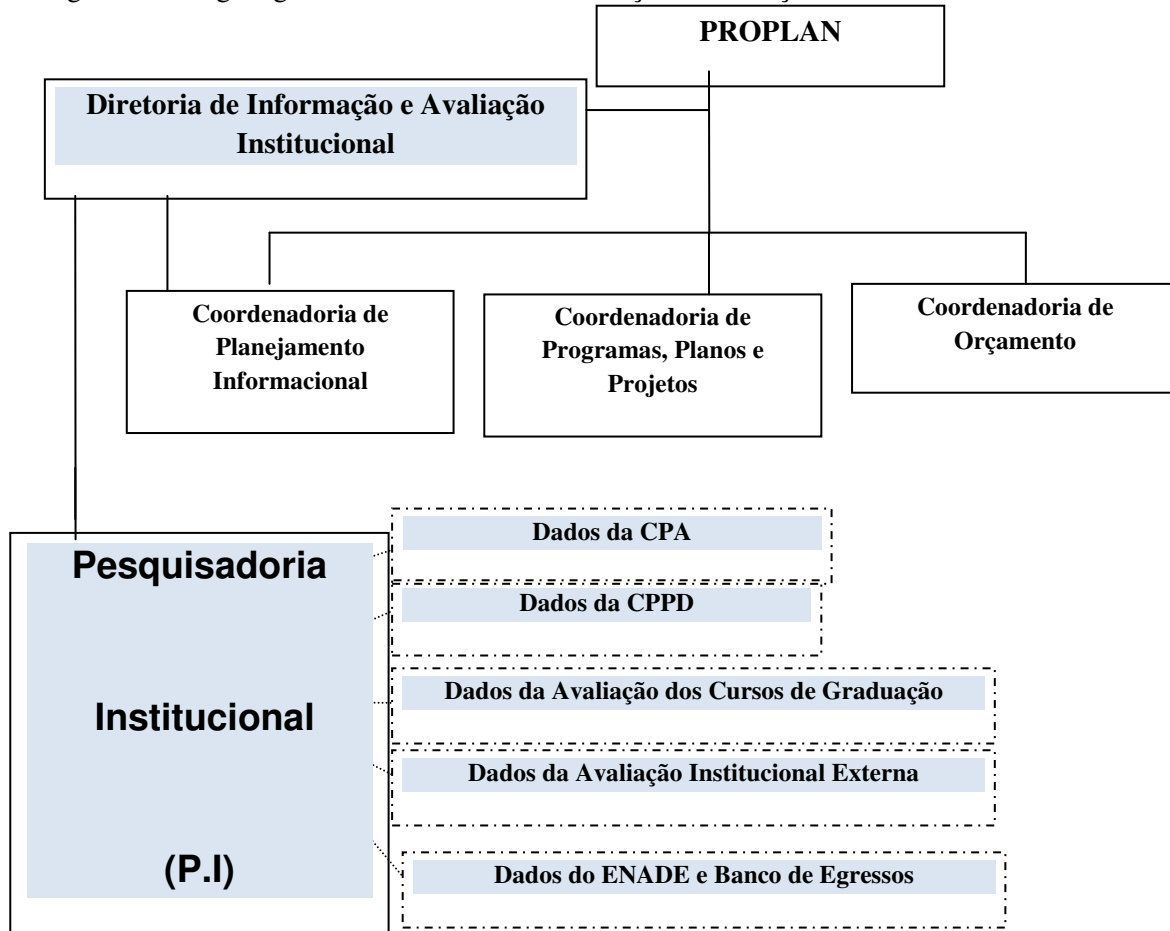 PROPLAN
Diretoria de Informação e Avaliação
Institucional
Coordenadoria de
Planejamento
Informacional
Coordenadoria de
Programas, Planos e
Projetos
Coordenadoria de
Orçamento
Pesquisadoria
Institucional
(P.I)
Dados da CPA
Dados da CPPD
Dados da Avaliação dos Cursos de Graduação
Dados da Avaliação Institucional Externa
Dados do ENADE e Banco de Egressos